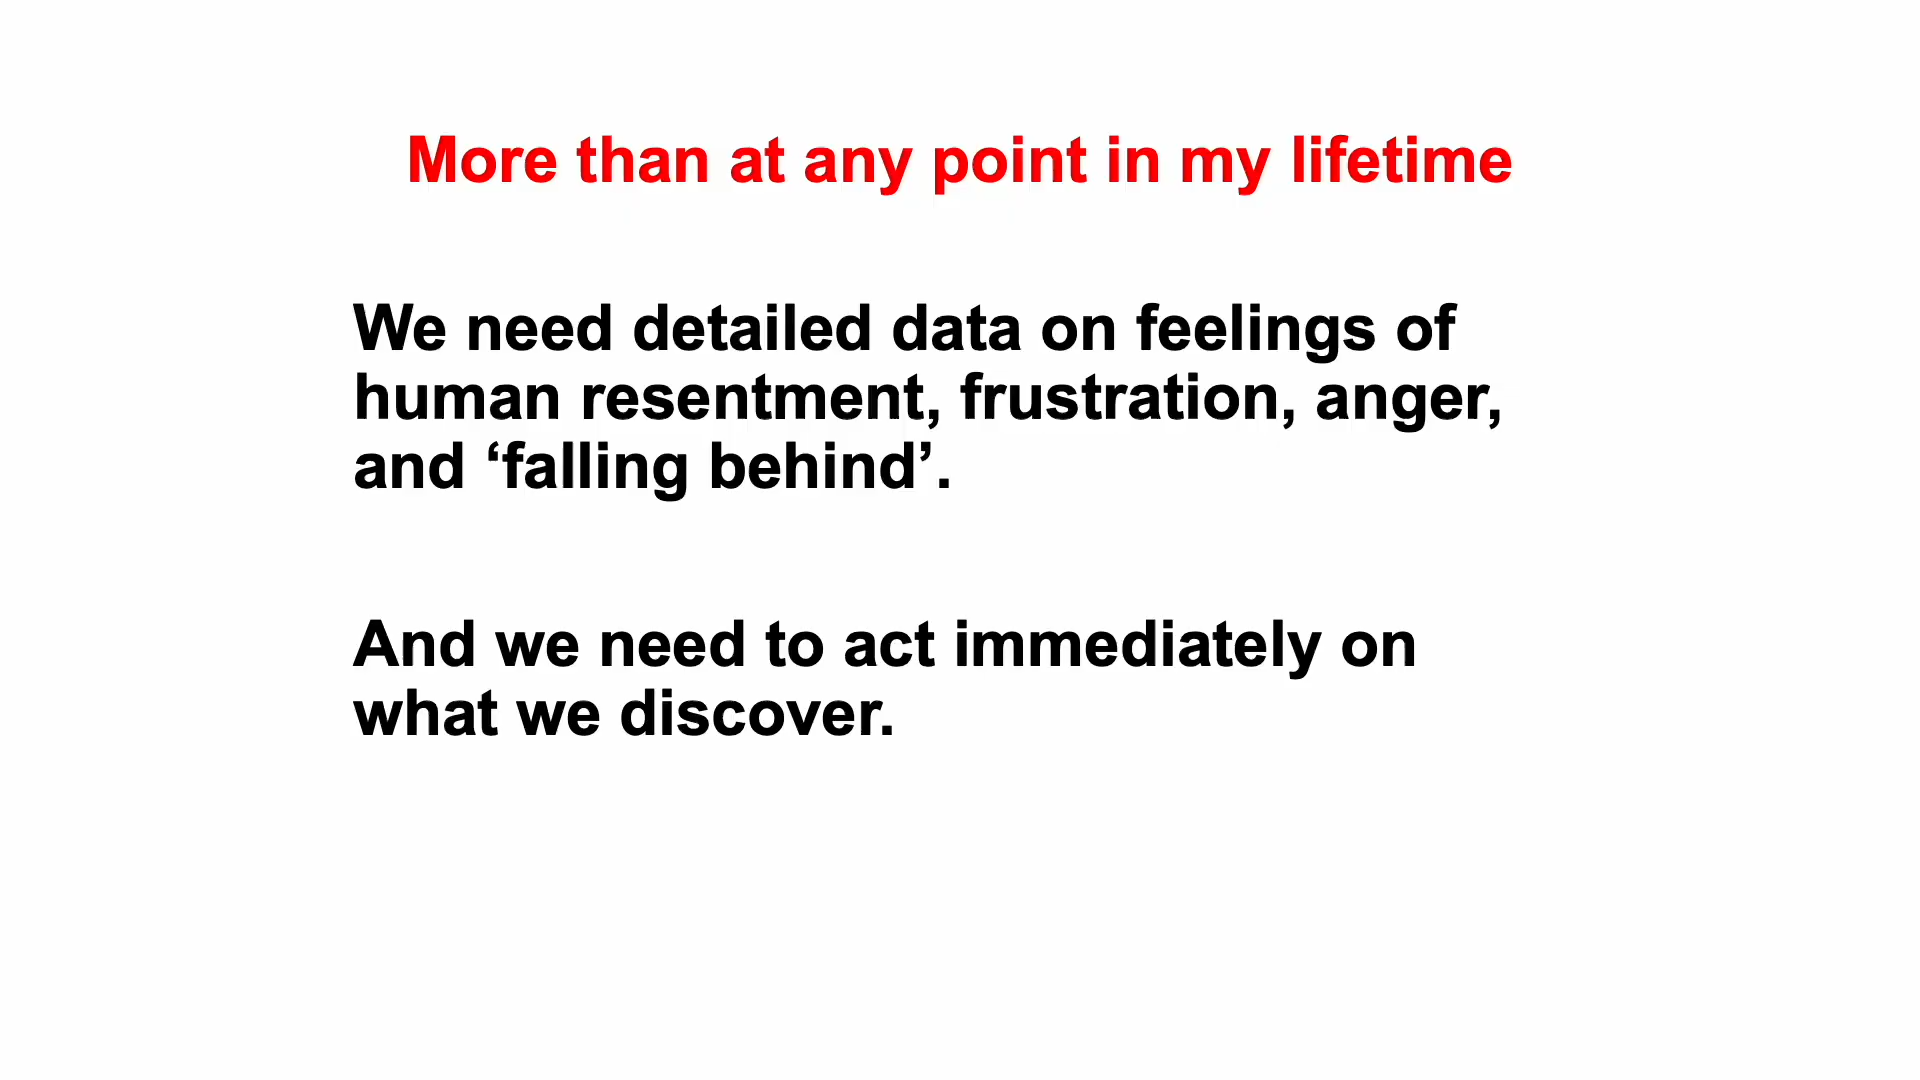 More than at any point in my lifetime
We need detailed data on feelings of
human resentment, frustration, anger,
and ‘falling behind’.
And we need to act immediately on
what we discover.